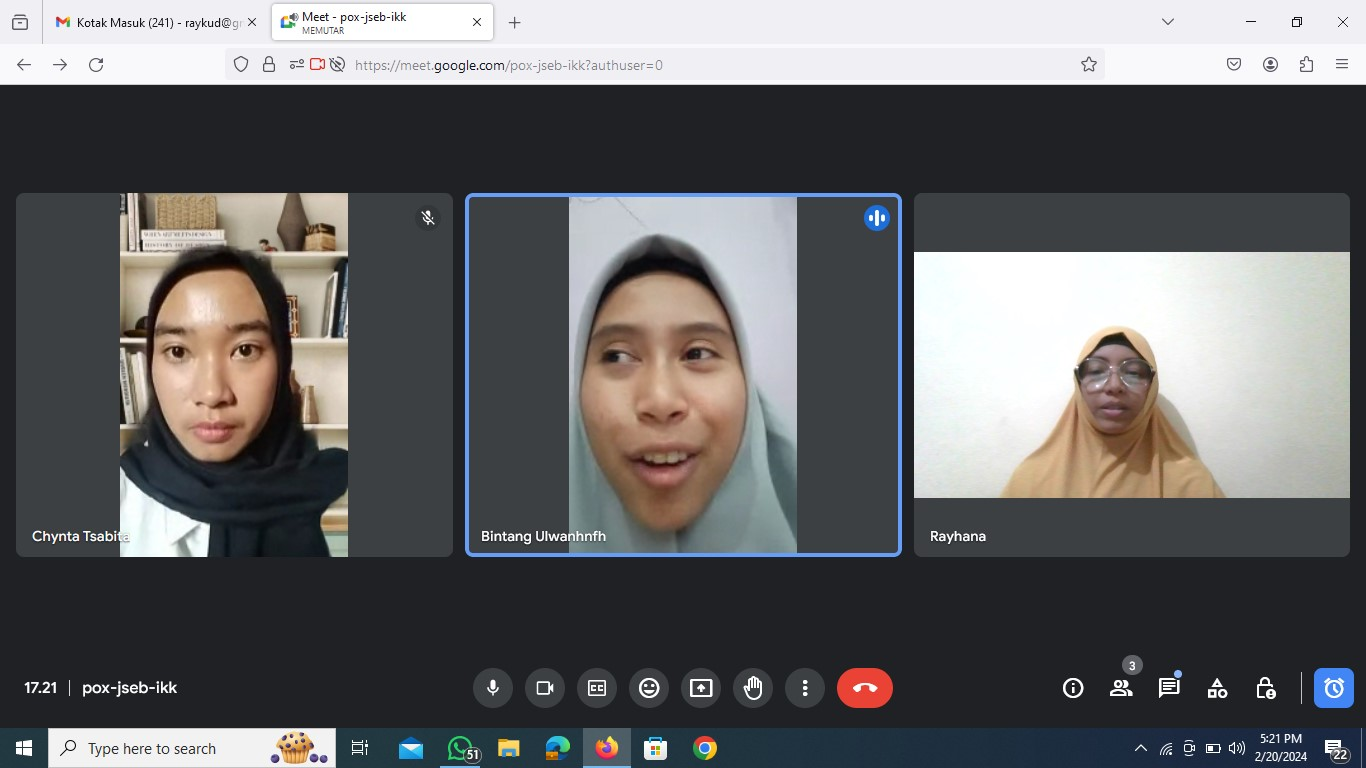 Kotak Masuk (241) - raykud@gr
Meet - pox-jseb-ikk
MEMUTAR
https://meet.google.com/pox-jseb-ikk?authuser=0
Chynta Tsabita
Bintang Ulwanhnfh
Rayhana
17.21 | pox-jseb-ikk
CC
3
Type here to search
51
5:21 PM
2/20/2024
22